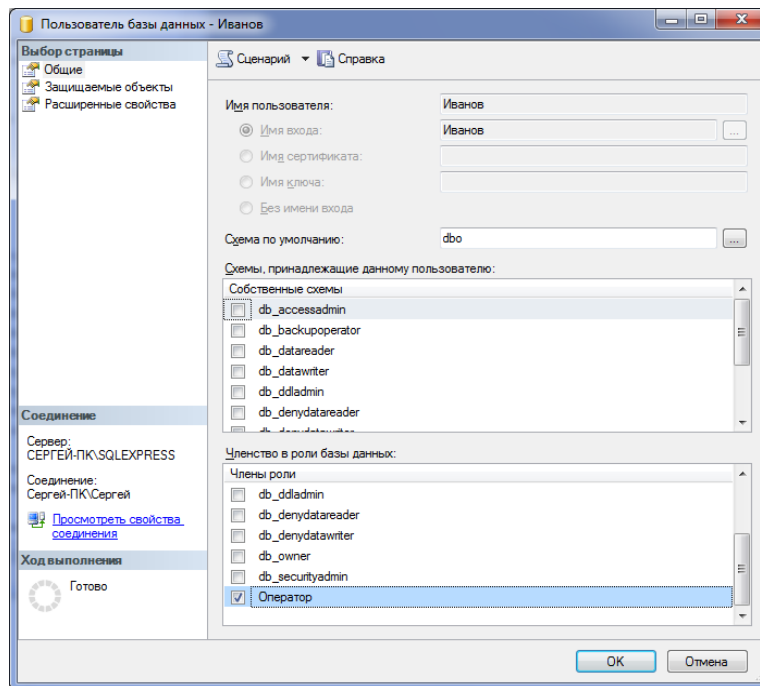 Пользователь базы данных - Иванов
Выбор страницы
Общие
Защищаемые объекты
Расширенные свойства
Сценарий
Справка
Имя пользователя:
Иванов
Имя входа:
Иванов
...
Имя сертификата:
Имя ключа:
Без имени входа
Схема по умолчанию:
dbo
...
Схемы, принадлежащие данному пользователю:
Собственные схемы
db_accessadmin
db_backupoperator
db_datareader
db_datawriter
db_ddladmin
db_denydatareader
db_denydatawriter
Членство в роли базы данных:
Члены роли
db_ddladmin
db_denydatareader
db_denydatawriter
db_owner
db_securityadmin
Оператор
Соединение
Сервер:
СЕРГЕЙ-ПК\SQLEXPRESS
Соединение:
Сергей-ПК\Сергей
Просмотреть свойства
соединения
Ход выполнения
Готово
OK
Отмена